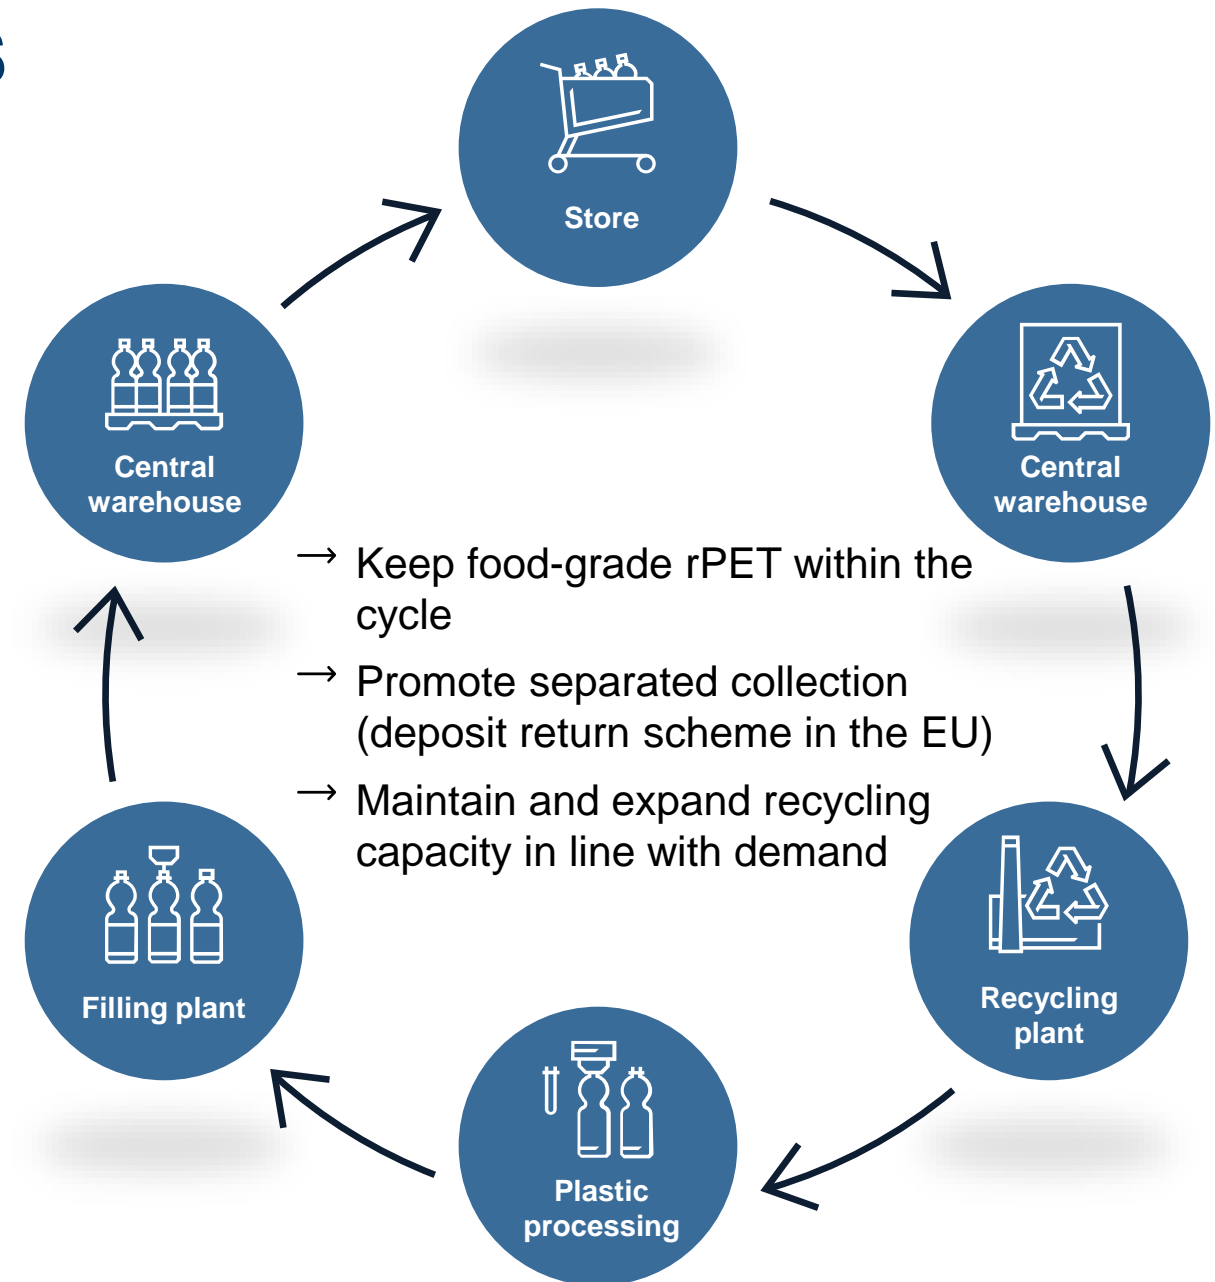 s
Store
Central
warehouse
Central
warehouse
→ Keep food-grade rPET within the
cycle
→ Promote separated collection
(deposit return scheme in the EU)
→ Maintain and expand recycling
capacity in line with demand
Filling plant
Recycling
plant
Plastic
processing